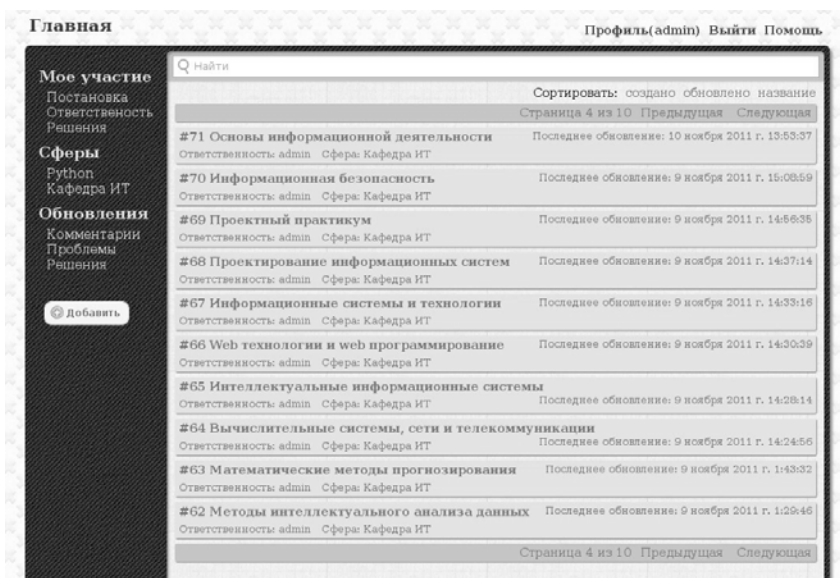 Главная
Профиль(admin) Выйти Помощь
Мое участие
Постановка
Ответственость
Решения
Сферы
Python
Кафедра ИТ
Обновления
Комментарии
Проблемы
Решения
Добавить
Найти
Сортировать: создано обновлено название
Страница 4 из 10 Предыдущая Следующая
#71 Основы информационной деятельности Последнее обновление: 10 ноября 2011 г. 13:53:37
Ответственность: admin Сфера: Кафедра ИТ
#70 Информационная безопасность Последнее обновление: 9 ноября 2011 г. 15:08:59
Ответственность: admin Сфера: Кафедра ИТ
#69 Проектный практикум Последнее обновление: 9 ноября 2011 г. 14:56:35
Ответственность: admin Сфера: Кафедра ИТ
#68 Проектирование информационных систем Последнее обновление: 9 ноября 2011 г. 14:37:14
Ответственность: admin Сфера: Кафедра ИТ
#67 Информационные системы и технологии Последнее обновление: 9 ноября 2011 г. 14:33:16
Ответственность: admin Сфера: Кафедра ИТ
#66 Web технологии и web программирование Последнее обновление: 9 ноября 2011 г. 14:30:39
Ответственность: admin Сфера: Кафедра ИТ
#65 Интеллектуальные информационные системы
Ответственность: admin Сфера: Кафедра ИТ Последнее обновление: 9 ноября 2011 г. 14:28:14
#64 Вычислительные системы, сети и телекоммуникации
Ответственность: admin Сфера: Кафедра ИТ Последнее обновление: 9 ноября 2011 г. 14:24:56
#63 Математические методы прогнозирования Последнее обновление: 9 ноября 2011 г. 1:43:32
Ответственность: admin Сфера: Кафедра ИТ
#62 Методы интеллектуального анализа данных Последнее обновление: 9 ноября 2011 г. 1:29:46
Ответственность: admin Сфера: Кафедра ИТ
Страница 4 из 10 Предыдущая Следующая